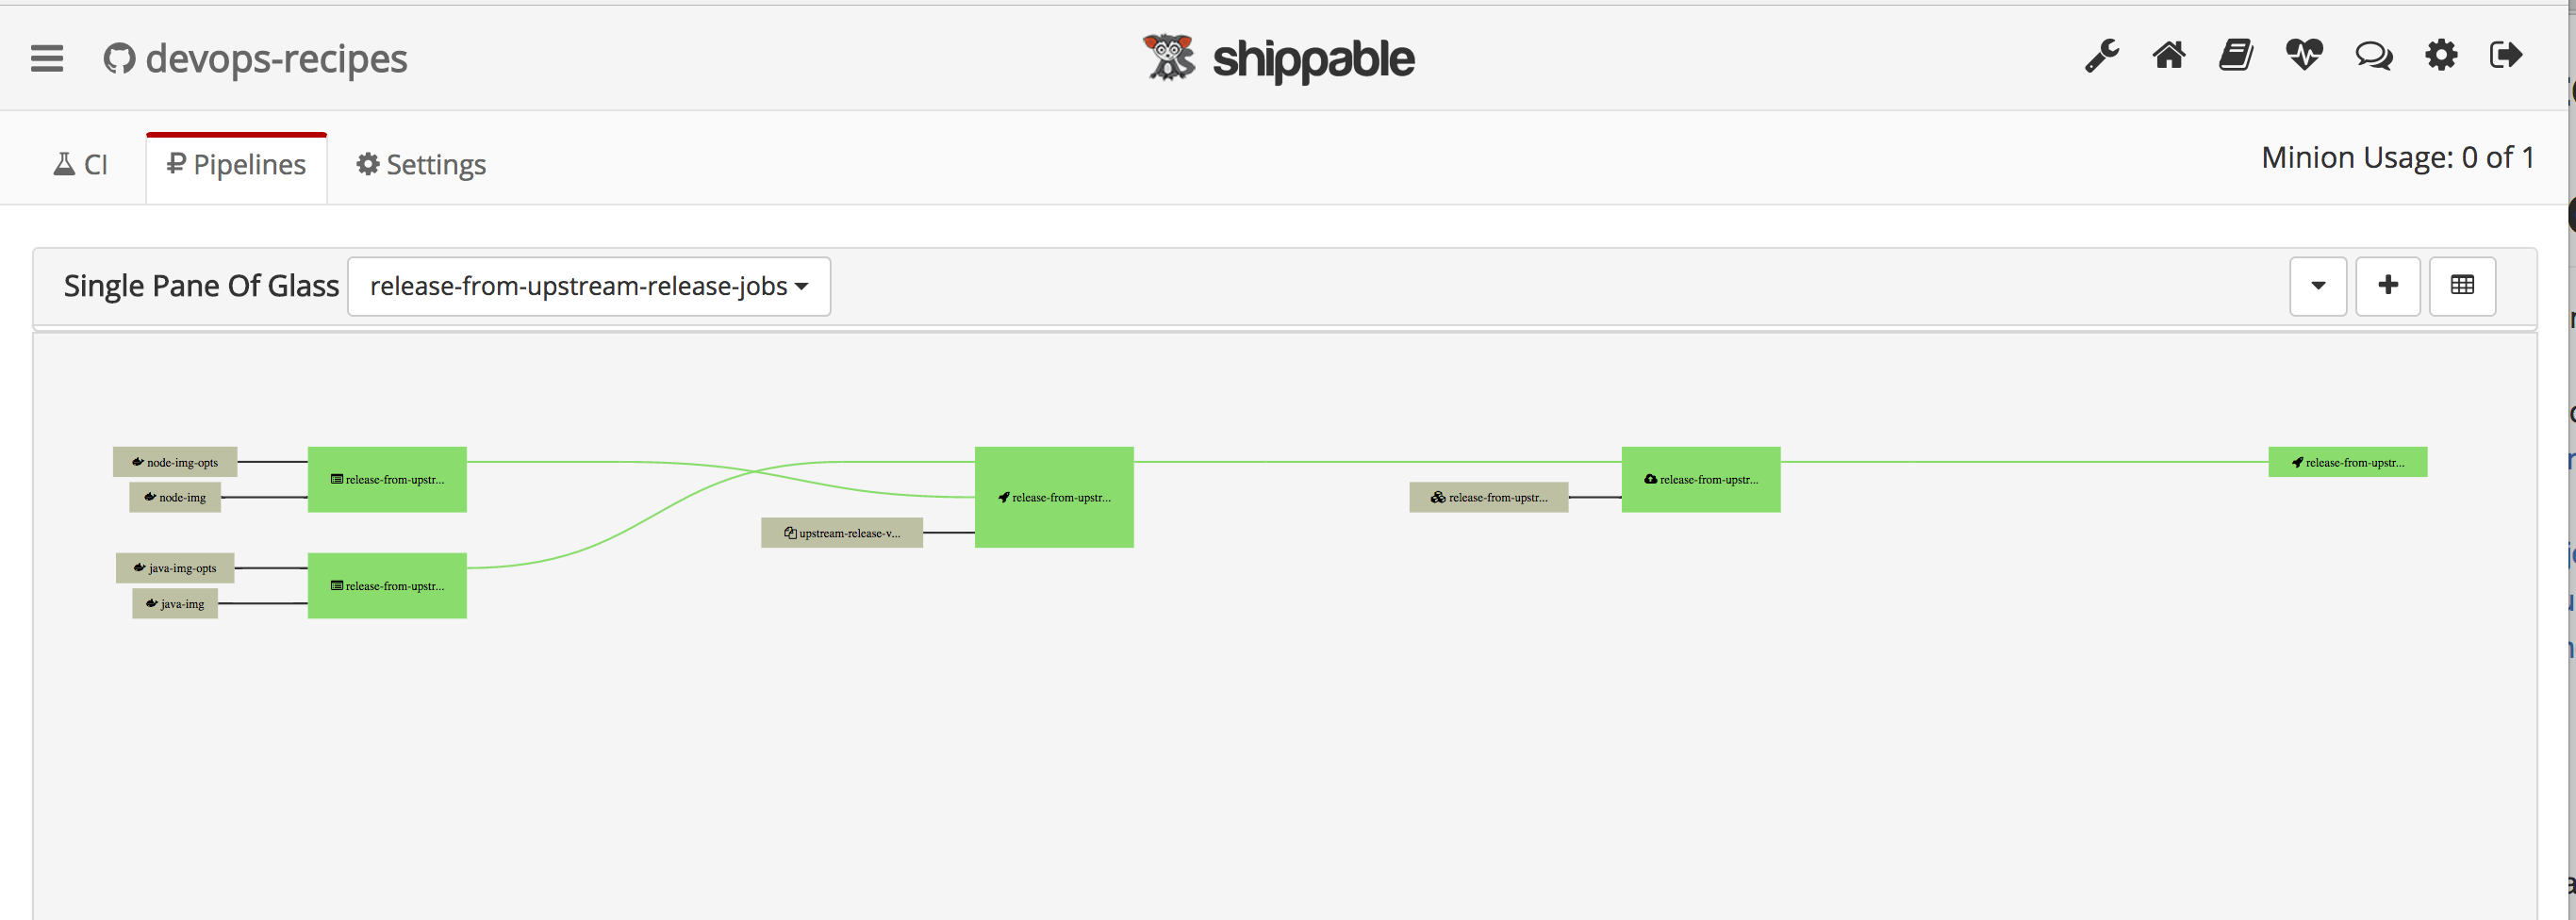 devops-recipes
shippable
CI
Pipelines
Settings
Minion Usage: 0 of 1
Single Pane Of Glass
release-from-upstream-release-jobs
node-img-opts
node-img
release-from-upstr...
java-img-opts
java-img
release-from-upstr...
release-from-upstr...
upstream-release-v...
release-from-upstr...
release-from-upstr...
release-from-upstr...